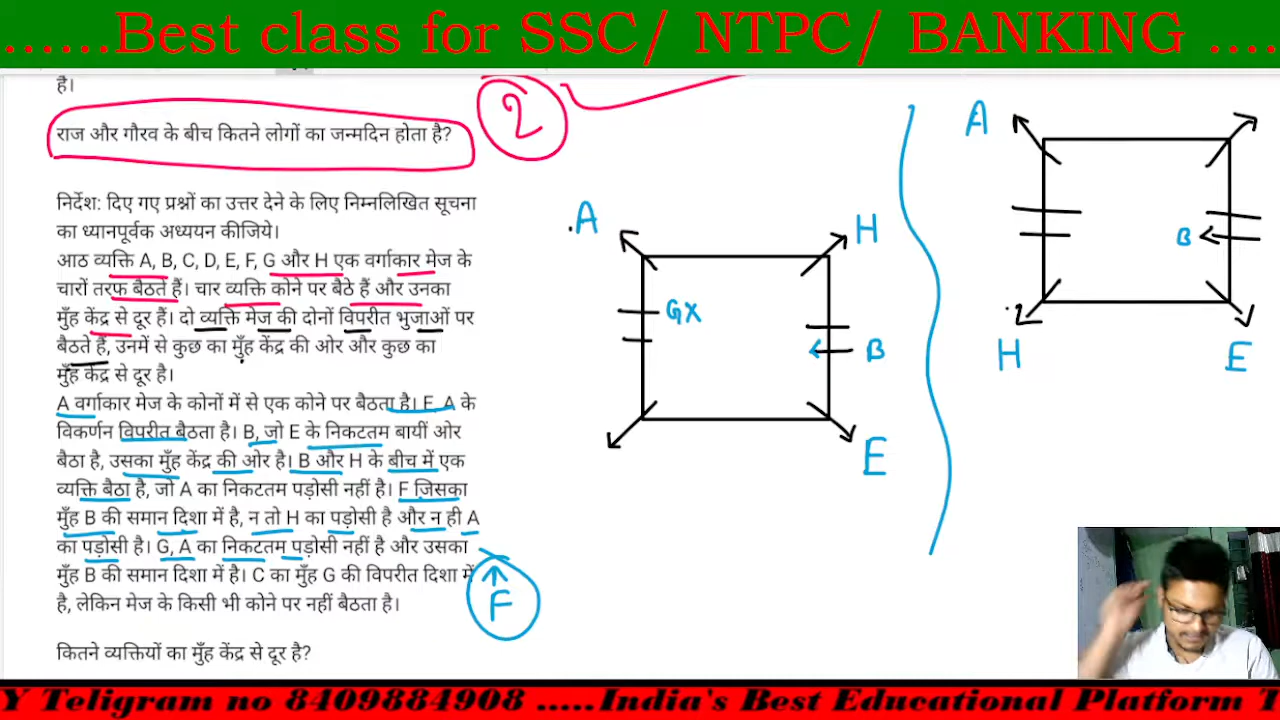 ......Best class for SSC/ NTPC/ BANKING ....
है।
राज और गौरव के बीच कितने लोगों का जन्मदिन होता है?
2
निर्देश: दिए गए प्रश्नों का उत्तर देने के लिए निम्नलिखित सूचना
का ध्यानपूर्वक अध्ययन कीजिये।
आठ व्यक्ति A, B, C, D, E, F, G और H एक वर्गाकार मेज के
चारों तरफ बैठते हैं। चार व्यक्ति कोने पर बैठे हैं और उनका
मुँह केंद्र से दूर हैं। दो व्यक्ति मेज की दोनों विपरीत भुजाओं पर
बैठते हैं, उनमें से कुछ का मुँह केंद्र की ओर और कुछ का
मुँह केंद्र से दूर है।
A वर्गाकार मेज के कोनों में से एक कोने पर बैठता है। E, A के
विकर्णन विपरीत बैठता है। B, जो E के निकटतम बायीं ओर
बैठा है, उसका मुँह केंद्र की ओर है। B और H के बीच में एक
व्यक्ति बैठा है, जो A का निकटतम पड़ोसी नहीं है। F जिसका
मुँह B की समान दिशा में है, न तो H का पड़ोसी है और न ही A
का पड़ोसी है। G, A का निकटतम पड़ोसी नहीं है और उसका
मुँह B की समान दिशा में है। C का मुँह G की विपरीत दिशा में
है, लेकिन मेज के किसी भी कोने पर नहीं बैठता है।
F
कितने व्यक्तियों का मुँह केंद्र से दूर है?
A
H
GX
B
E
A
B
H
E
Y Teligram no 8409884908 .....India's Best Educational Platform T